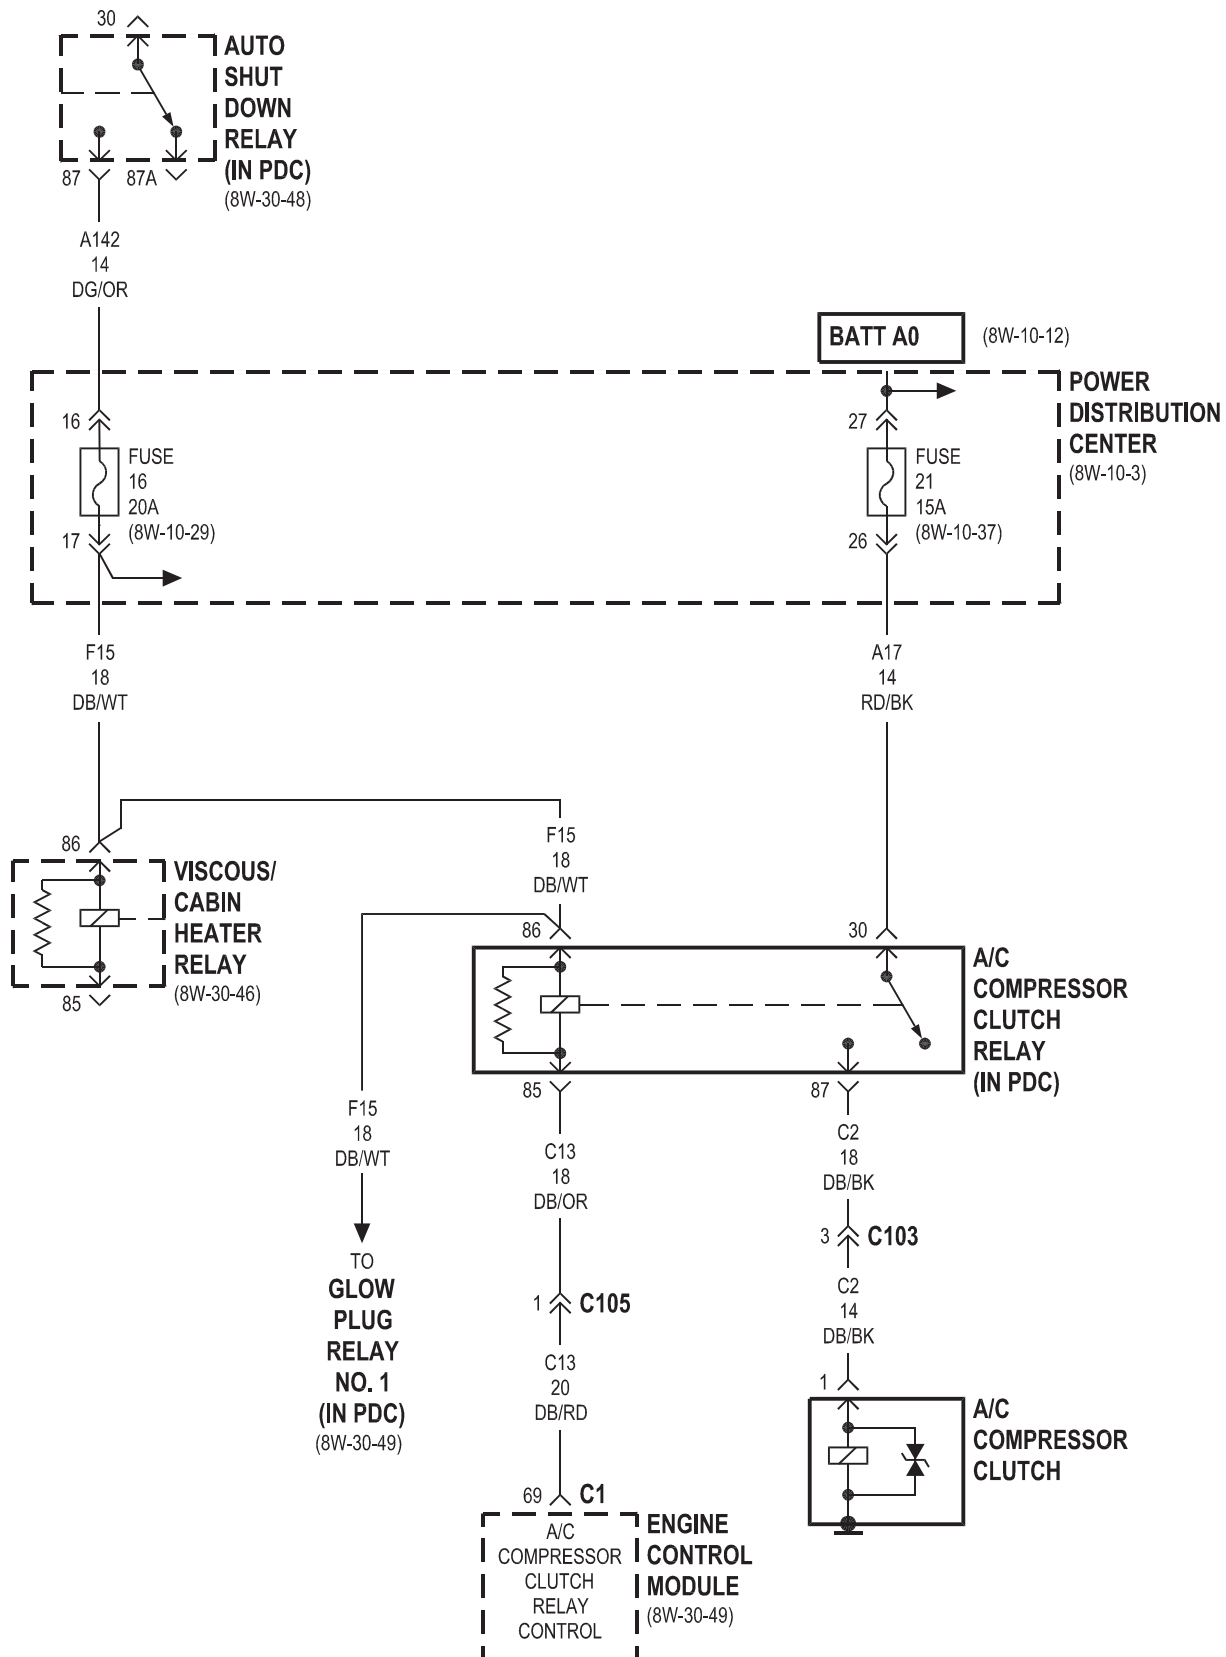 30
AUTO
SHUT
DOWN
RELAY
(IN PDC)
(8W-30-48)
87
87A
A142
14
DG/OR
BATT A0
(8W-10-12)
POWER
DISTRIBUTION
CENTER
(8W-10-3)
16
FUSE
16
20A
(8W-10-29)
17
27
FUSE
21
15A
(8W-10-37)
26
F15
18
DB/WT
A17
14
RD/BK
86
VISCOUS/
CABIN
HEATER
RELAY
(8W-30-46)
85
F15
18
DB/WT
86
30
A/C
COMPRESSOR
CLUTCH
RELAY
(IN PDC)
85
87
F15
18
DB/WT
TO
GLOW
PLUG
RELAY
NO. 1
(IN PDC)
(8W-30-49)
C13
18
DB/OR
1
C105
C13
20
DB/RD
69
C1
A/C
COMPRESSOR
CLUTCH
RELAY
CONTROL
ENGINE
CONTROL
MODULE
(8W-30-49)
C2
18
DB/BK
3
C103
C2
14
DB/BK
1
A/C
COMPRESSOR
CLUTCH